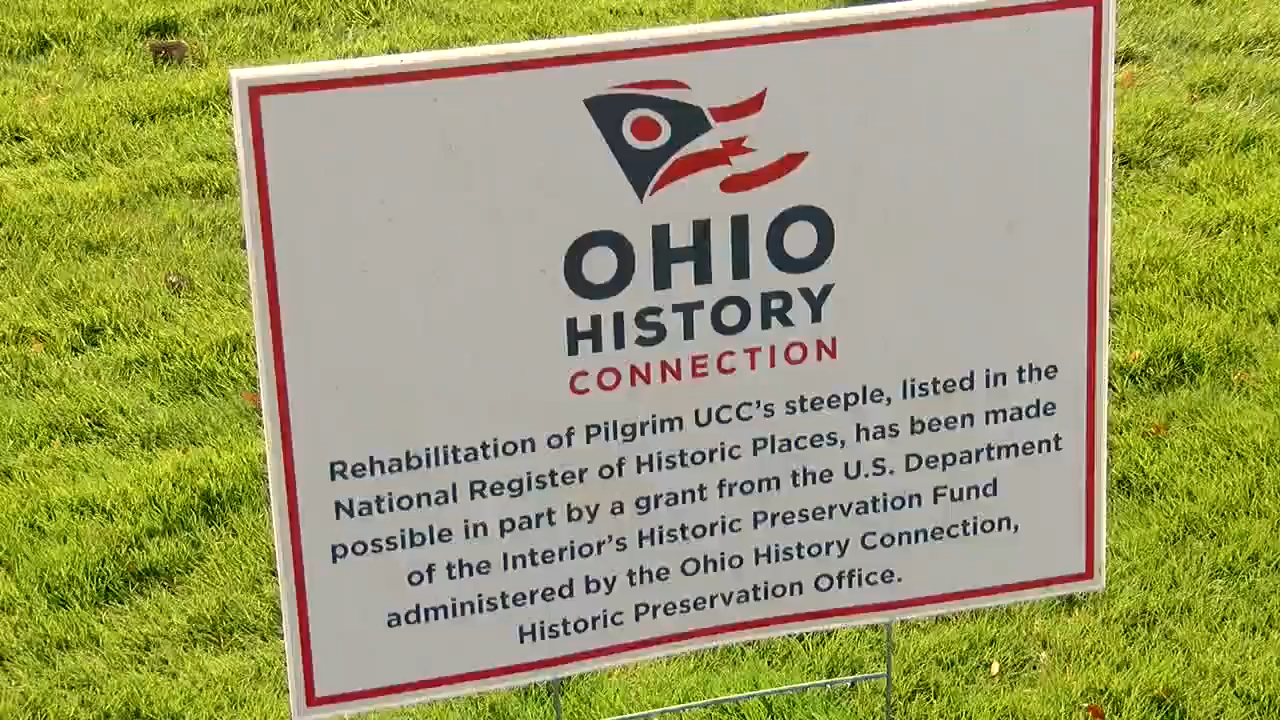 OHIO
HISTORY
CONNECTION
Rehabilitation of Pilgrim UCC's steeple, listed in the
National Register of Historic Places, has been made
possible in part by a grant from the U.S. Department
of the Interior's Historic Preservation Fund
administered by the Ohio History Connection,
Historic Preservation Office.